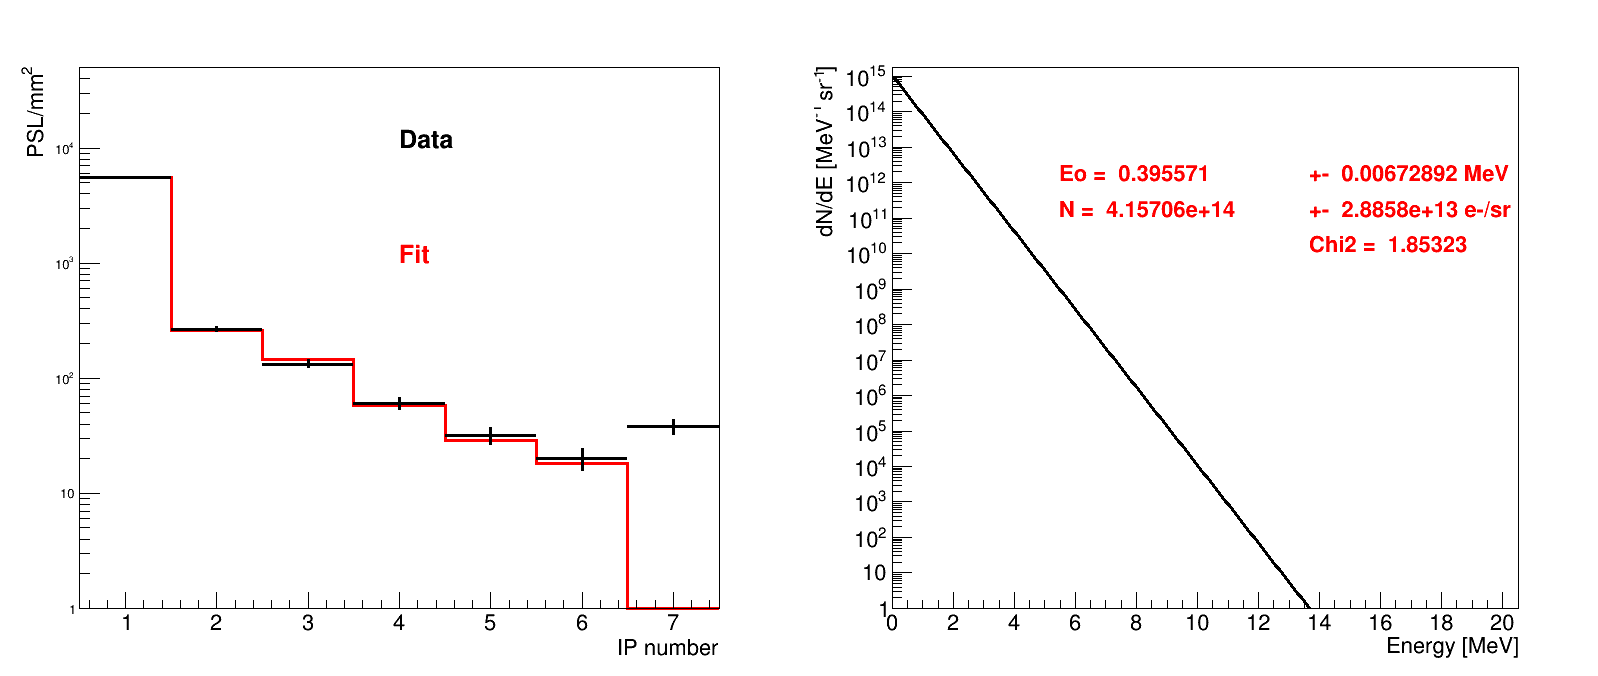 PSL/mm²
10⁴
10³
10²
10
1
Data
Fit
1 2 3 4 5 6 7
IP number
dN/dE [MeV⁻¹ sr⁻¹]
10¹⁵
10¹⁴
10¹³
10¹²
10¹¹
10¹⁰
10⁹
10⁸
10⁷
10⁶
10⁵
10⁴
10³
10²
10
1
Eo = 0.395571 +- 0.00672892 MeV
N = 4.15706e+14 +- 2.8858e+13 e-/sr
Chi2 = 1.85323
0 2 4 6 8 10 12 14 16 18 20
Energy [MeV]